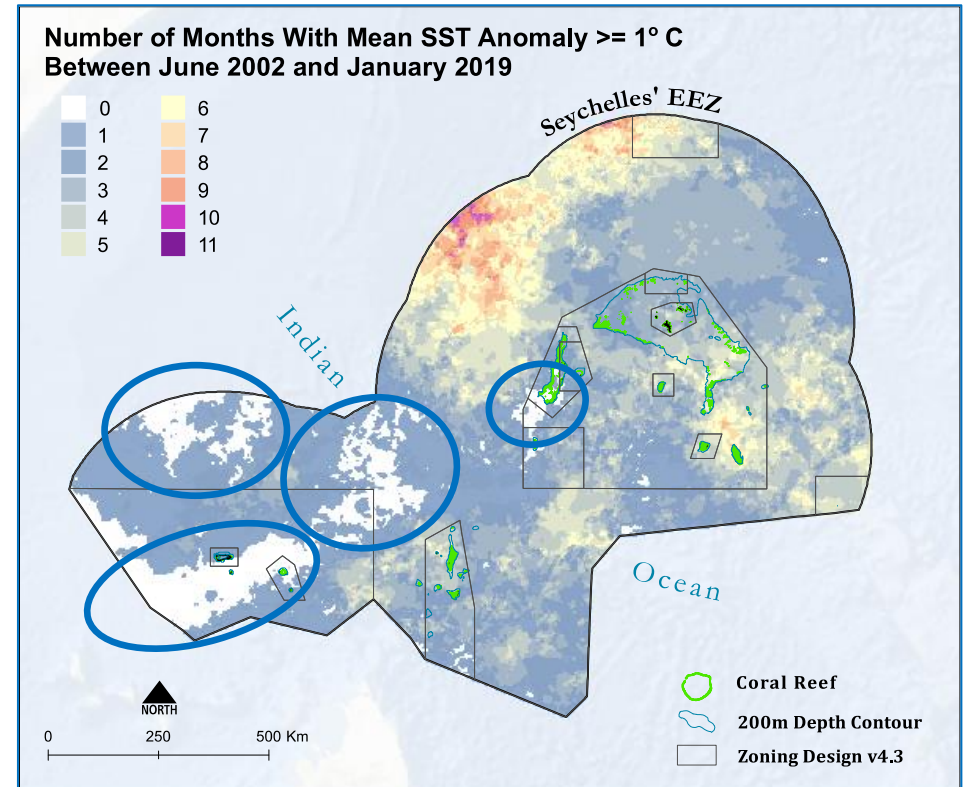 Number of Months With Mean SST Anomaly >= 1º C
Between June 2002 and January 2019
0 6
1 7
2 8
3 9
4 10
5 11
Seychelles' EEZ
Indian
Ocean
NORTH
0 250 500 Km
Coral Reef
200m Depth Contour
Zoning Design v4.3